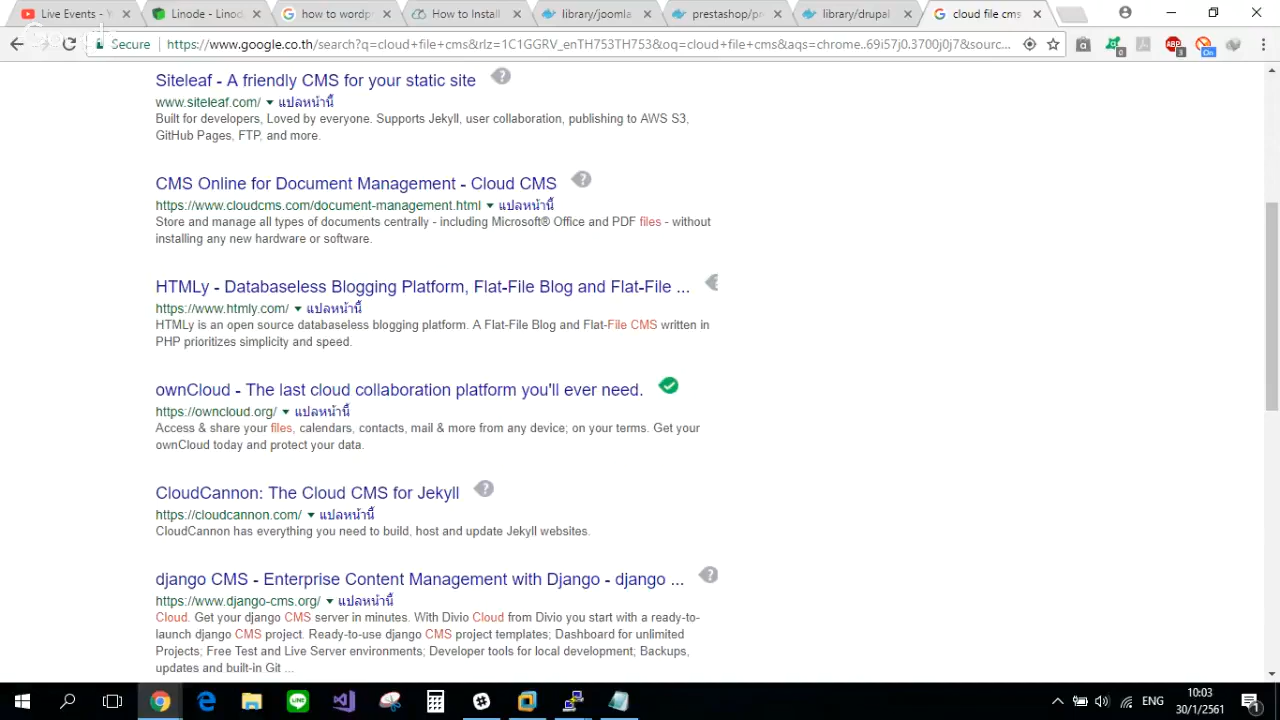 Live Events - Y
Linode - Linod
how to wordpr
How to Install
library/joomla
prestashop/pr
library/drupal
cloud file cms
Secure
https://www.google.co.th/search?q=cloud+file+cms&rlz=1C1GGRV_enTH753TH753&oq=cloud+file+cms&aqs=chrome..69i57j0.3700j0j7&sourc...
Siteleaf - A friendly CMS for your static site
www.siteleaf.com/ แปลหน้านี้
Built for developers, Loved by everyone. Supports Jekyll, user collaboration, publishing to AWS S3,
GitHub Pages, FTP, and more.
CMS Online for Document Management - Cloud CMS
https://www.cloudcms.com/document-management.html แปลหน้านี้
Store and manage all types of documents centrally - including Microsoft® Office and PDF files - without
installing any new hardware or software.
HTMLy - Databaseless Blogging Platform, Flat-File Blog and Flat-File ...
https://www.htmly.com/ แปลหน้านี้
HTMLy is an open source databaseless blogging platform. A Flat-File Blog and Flat-File CMS written in
PHP prioritizes simplicity and speed.
ownCloud - The last cloud collaboration platform you'll ever need.
https://owncloud.org/ แปลหน้านี้
Access & share your files, calendars, contacts, mail & more from any device; on your terms. Get your
ownCloud today and protect your data.
CloudCannon: The Cloud CMS for Jekyll
https://cloudcannon.com/ แปลหน้านี้
CloudCannon has everything you need to build, host and update Jekyll websites.
django CMS - Enterprise Content Management with Django - django ...
https://www.django-cms.org/ แปลหน้านี้
Cloud. Get your django CMS server in minutes. With Divio Cloud from Divio you start with a ready-to-
launch django CMS project. Ready-to-use django CMS project templates; Dashboard for unlimited
Projects; Free Test and Live Server environments; Developer tools for local development; Backups,
updates and built-in Git ...
ENG
10:03
30/1/2561